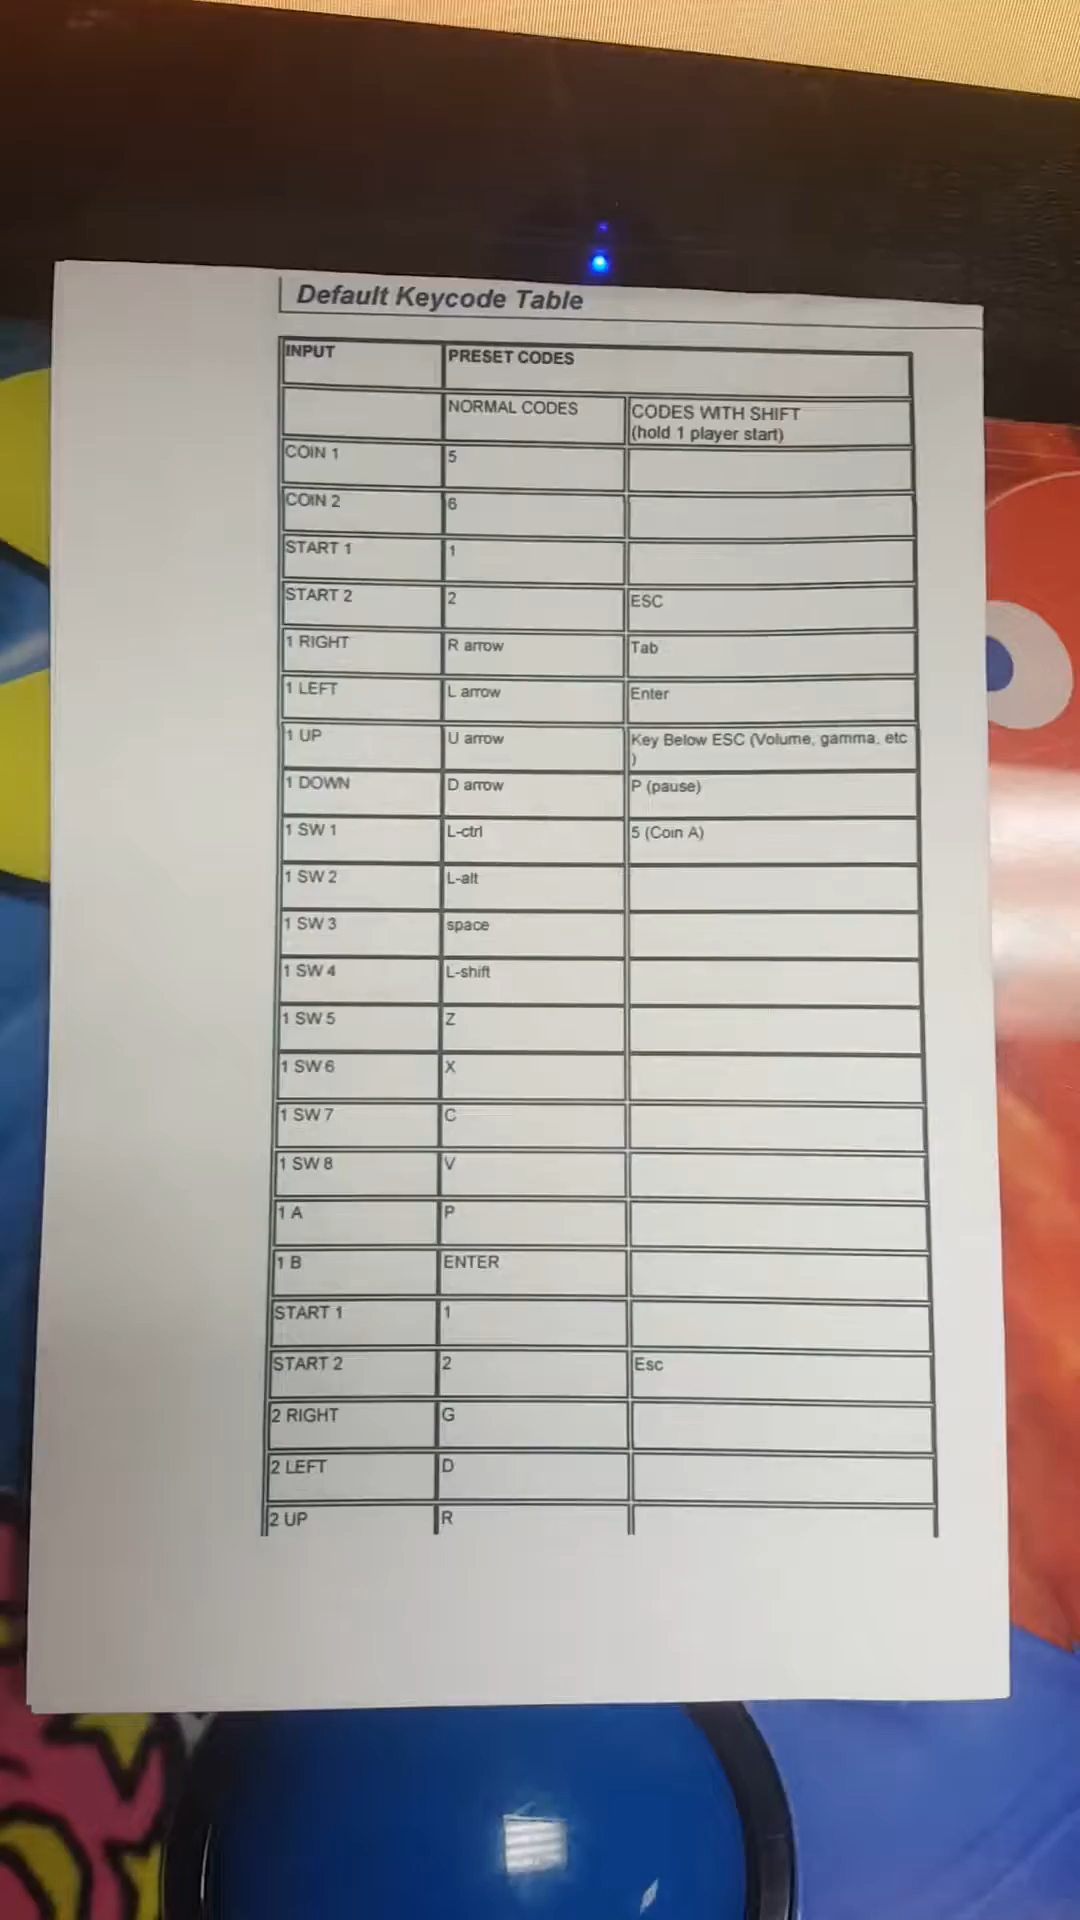 Default Keycode Table
INPUT PRESET CODES
NORMAL CODES CODES WITH SHIFT
(hold 1 player start)
COIN 1 5
COIN 2 6
START 1 1
START 2 2 ESC
1 RIGHT R arrow Tab
1 LEFT L arrow Enter
1 UP U arrow Key Below ESC (Volume, gamma, etc
)
1 DOWN D arrow P (pause)
1 SW 1 L-ctrl 5 (Coin A)
1 SW 2 L-alt
1 SW 3 space
1 SW 4 L-shift
1 SW 5 Z
1 SW 6 X
1 SW 7 C
1 SW 8 V
1 A P
1 B ENTER
START 1 1
START 2 2 Esc
2 RIGHT G
2 LEFT D
2 UP R